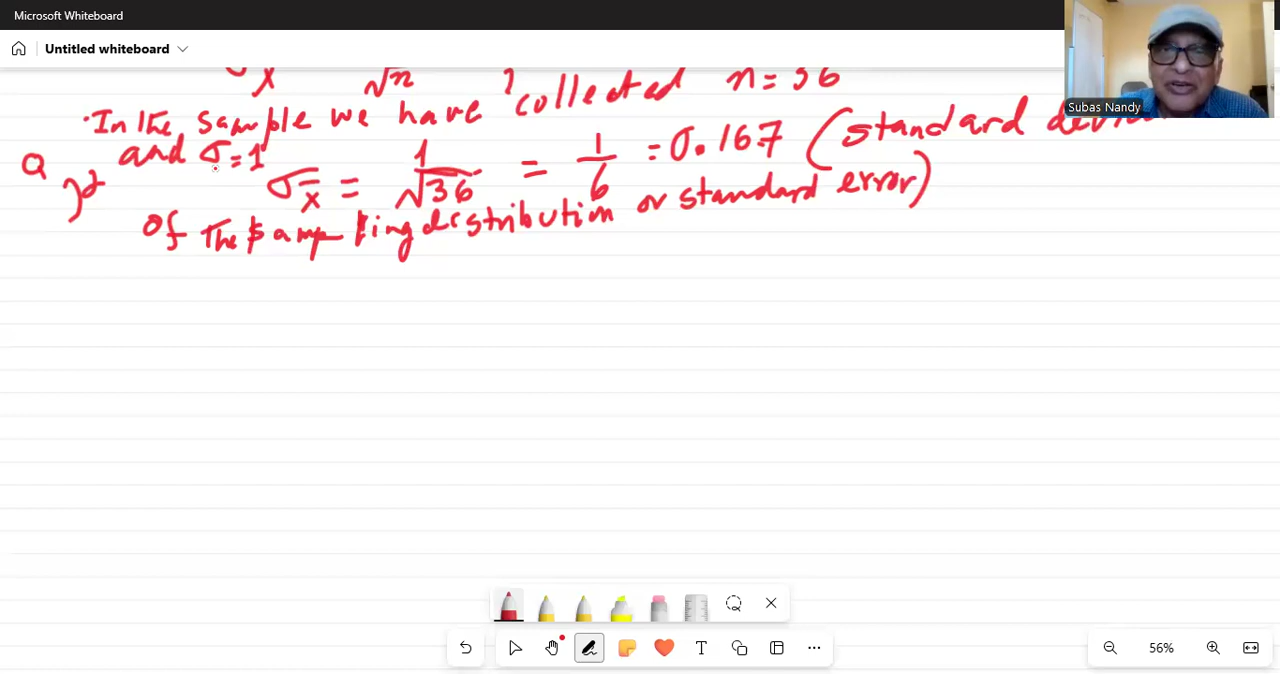 Microsoft Whiteboard
Untitled whiteboard
Subas Nandy
σx̄ √n collected n = 36
· In the sample we have
and σ = 1
σx̄ = 1/√36 = 1/6 = 0.167 (standard
of the sampling distribution or standard error)
56%